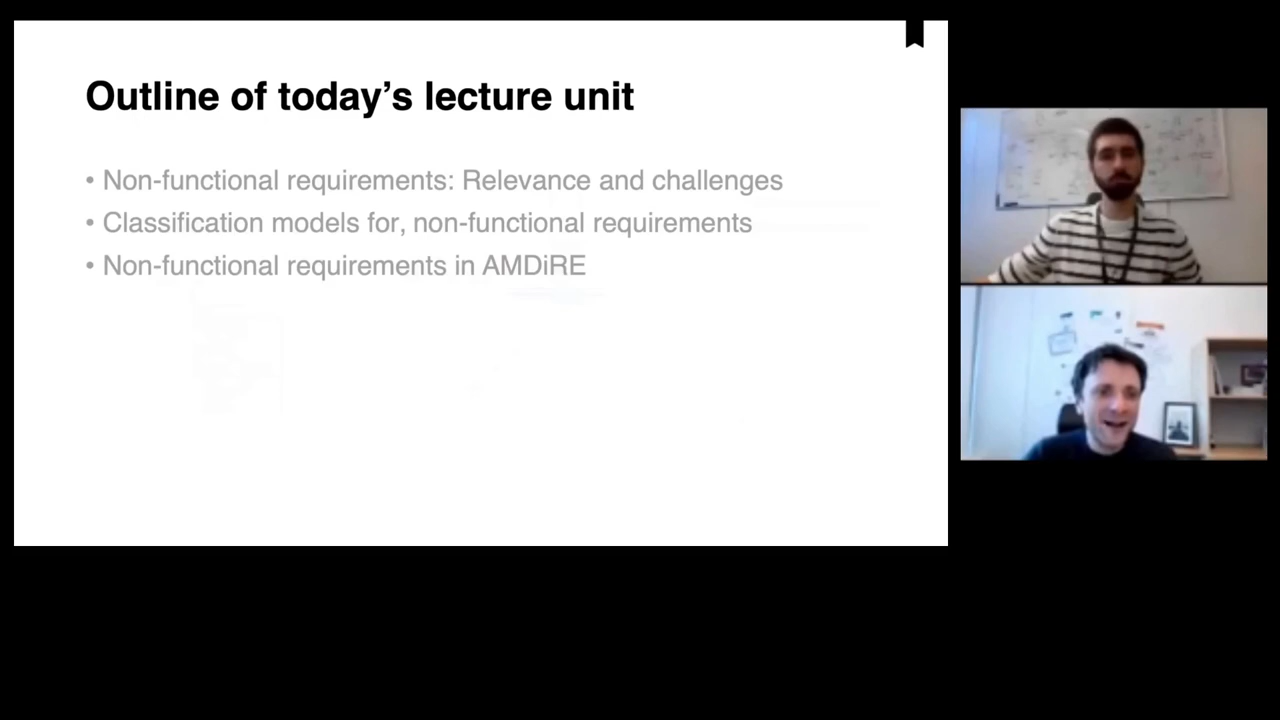 Outline of today’s lecture unit
• Non-functional requirements: Relevance and challenges
• Classification models for, non-functional requirements
• Non-functional requirements in AMDiRE